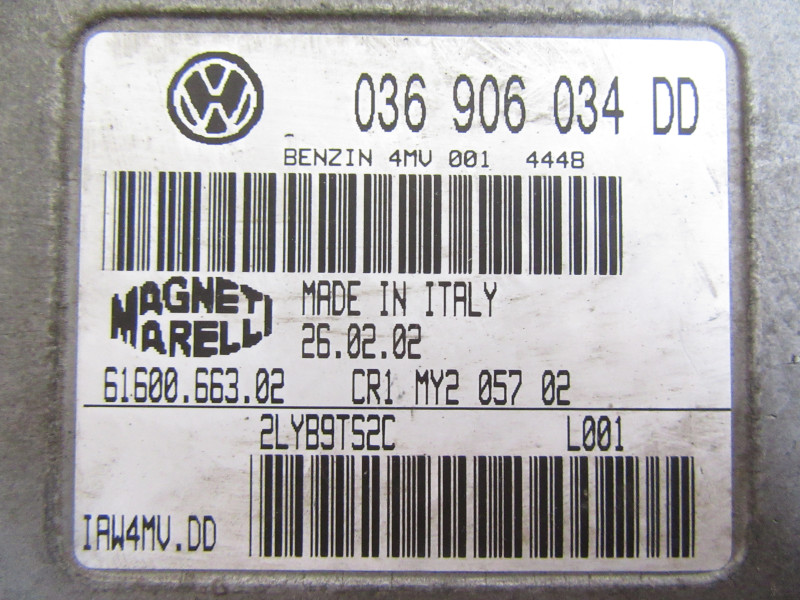 036 906 034 DD
BENZIN 4MV 001 4448
MAGNETI
MARELLI
MADE IN ITALY
26.02.02
61600.663.02 CR1 MY2 057 02
2LYB9TS2C L001
IAW4MV.DD